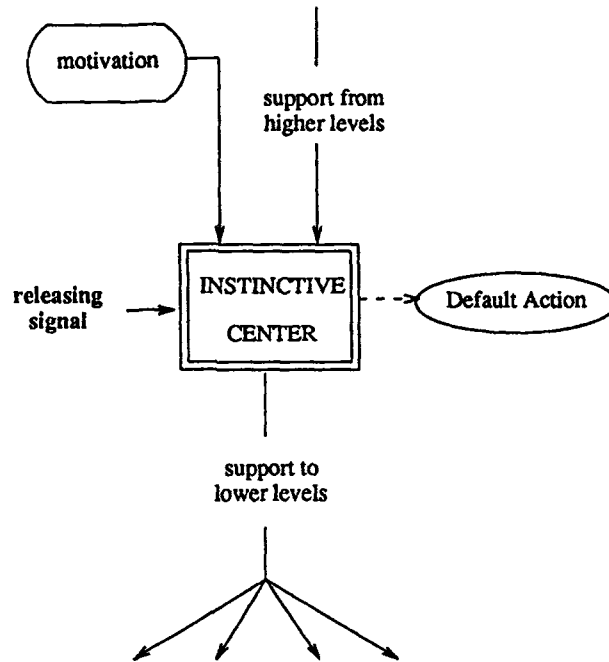 motivation
support from
higher levels
releasing
signal
INSTINCTIVE
CENTER
Default Action
support to
lower levels